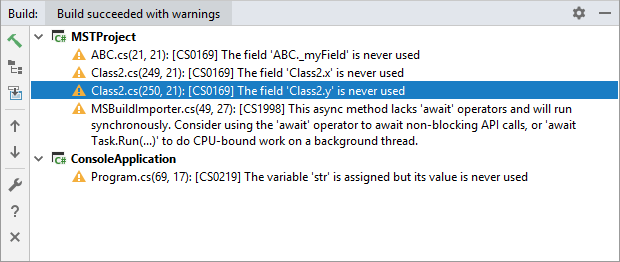 Build: Build succeeded with warnings
MSTProject
ABC.cs(21, 21): [CS0169] The field 'ABC._myField' is never used
Class2.cs(249, 21): [CS0169] The field 'Class2.x' is never used
Class2.cs(250, 21): [CS0169] The field 'Class2.y' is never used
MSBuildImporter.cs(49, 27): [CS1998] This async method lacks 'await' operators and will run
synchronously. Consider using the 'await' operator to await non-blocking API calls, or 'await
Task.Run(...)' to do CPU-bound work on a background thread.
ConsoleApplication
Program.cs(69, 17): [CS0219] The variable 'str' is assigned but its value is never used